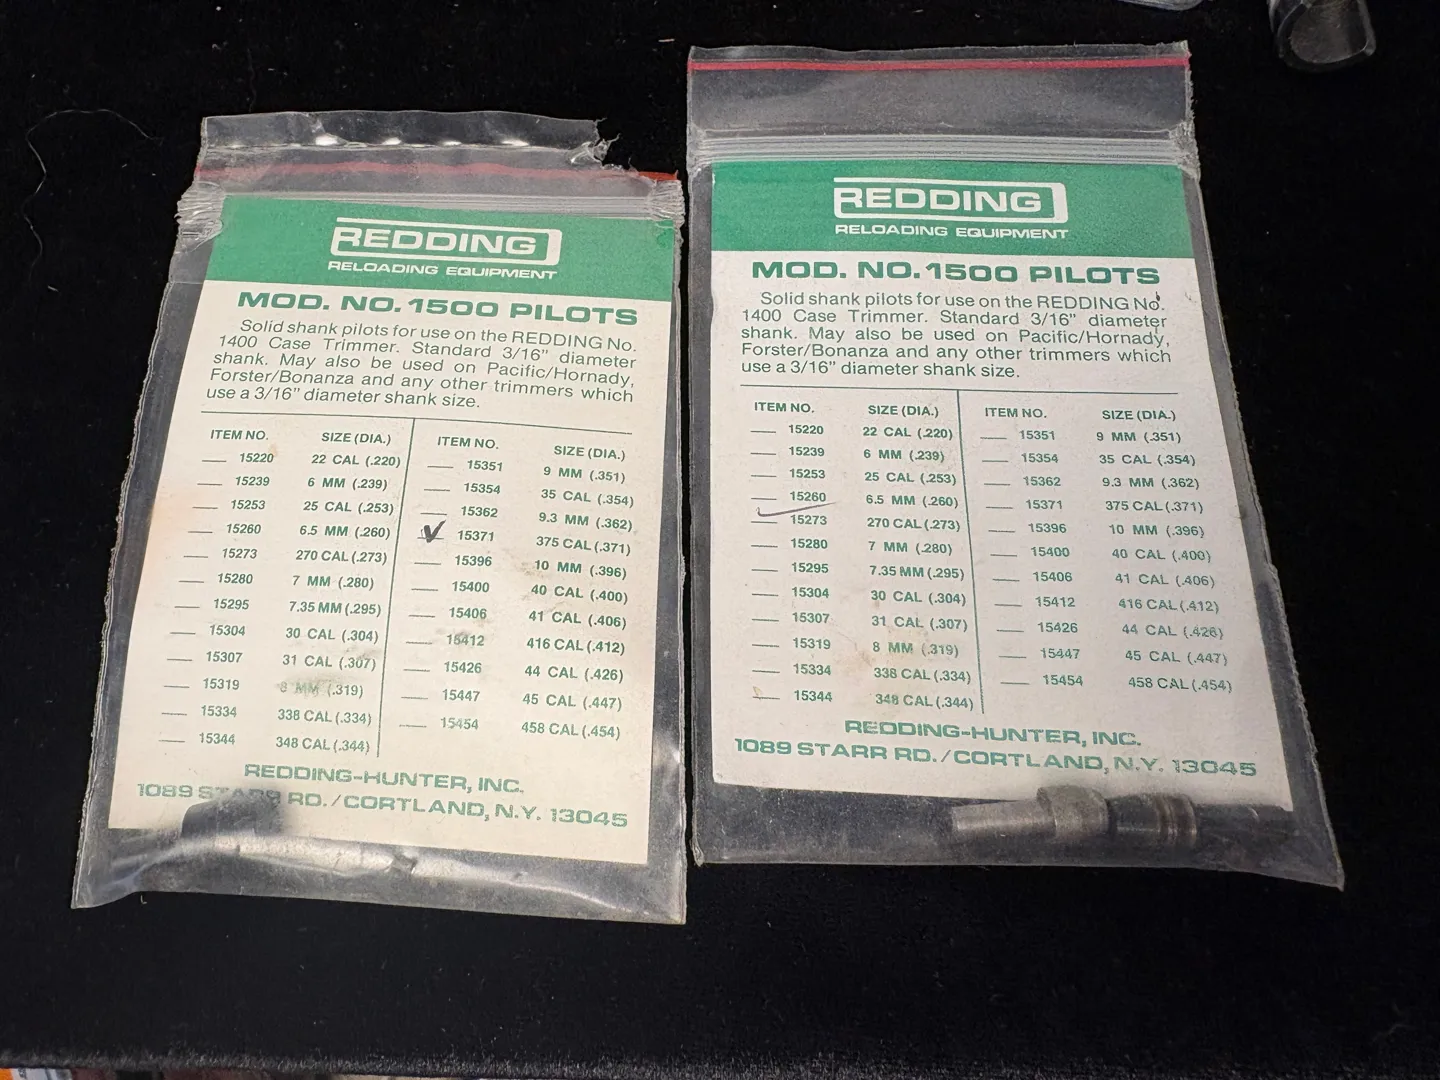 REDDING
RELOADING EQUIPMENT
MOD. NO. 1500 PILOTS
Solid shank pilots for use on the REDDING No.
1400 Case Trimmer. Standard 3/16" diameter
shank. May also be used on Pacific/Hornady,
Forster/Bonanza and any other trimmers which
use a 3/16" diameter shank size.
ITEM NO. SIZE (DIA.) ITEM NO. SIZE (DIA.)
15220 22 CAL (.220) 15351 9 MM (.351)
15239 6 MM (.239) 15354 35 CAL (.354)
15253 25 CAL (.253) 15362 9.3 MM (.362)
15260 6.5 MM (.260) ✓ 15371 375 CAL (.371)
15273 270 CAL (.273) 15396 10 MM (.396)
15280 7 MM (.280) 15400 40 CAL (.400)
15295 7.35 MM (.295) 15406 41 CAL (.406)
15304 30 CAL (.304) 15412 416 CAL (.412)
15307 31 CAL (.307) 15426 44 CAL (.426)
15319 8 MM (.319) 15447 45 CAL (.447)
15334 338 CAL (.334) 15454 458 CAL (.454)
15344 348 CAL (.344)
REDDING-HUNTER, INC.
1089 STARR RD. / CORTLAND, N.Y. 13045
REDDING
RELOADING EQUIPMENT
MOD. NO. 1500 PILOTS
Solid shank pilots for use on the REDDING No.
1400 Case Trimmer. Standard 3/16" diameter
shank. May also be used on Pacific/Hornady,
Forster/Bonanza and any other trimmers which
use a 3/16" diameter shank size.
ITEM NO. SIZE (DIA.) ITEM NO. SIZE (DIA.)
15220 22 CAL (.220) 15351 9 MM (.351)
15239 6 MM (.239) 15354 35 CAL (.354)
15253 25 CAL (.253) 15362 9.3 MM (.362)
✓ 15260 6.5 MM (.260) 15371 375 CAL (.371)
15273 270 CAL (.273) 15396 10 MM (.396)
15280 7 MM (.280) 15400 40 CAL (.400)
15295 7.35 MM (.295) 15406 41 CAL (.406)
15304 30 CAL (.304) 15412 416 CAL (.412)
15307 31 CAL (.307) 15426 44 CAL (.426)
15319 8 MM (.319) 15447 45 CAL (.447)
15334 338 CAL (.334) 15454 458 CAL (.454)
15344 348 CAL (.344)
REDDING-HUNTER, INC.
1089 STARR RD. / CORTLAND, N.Y. 13045